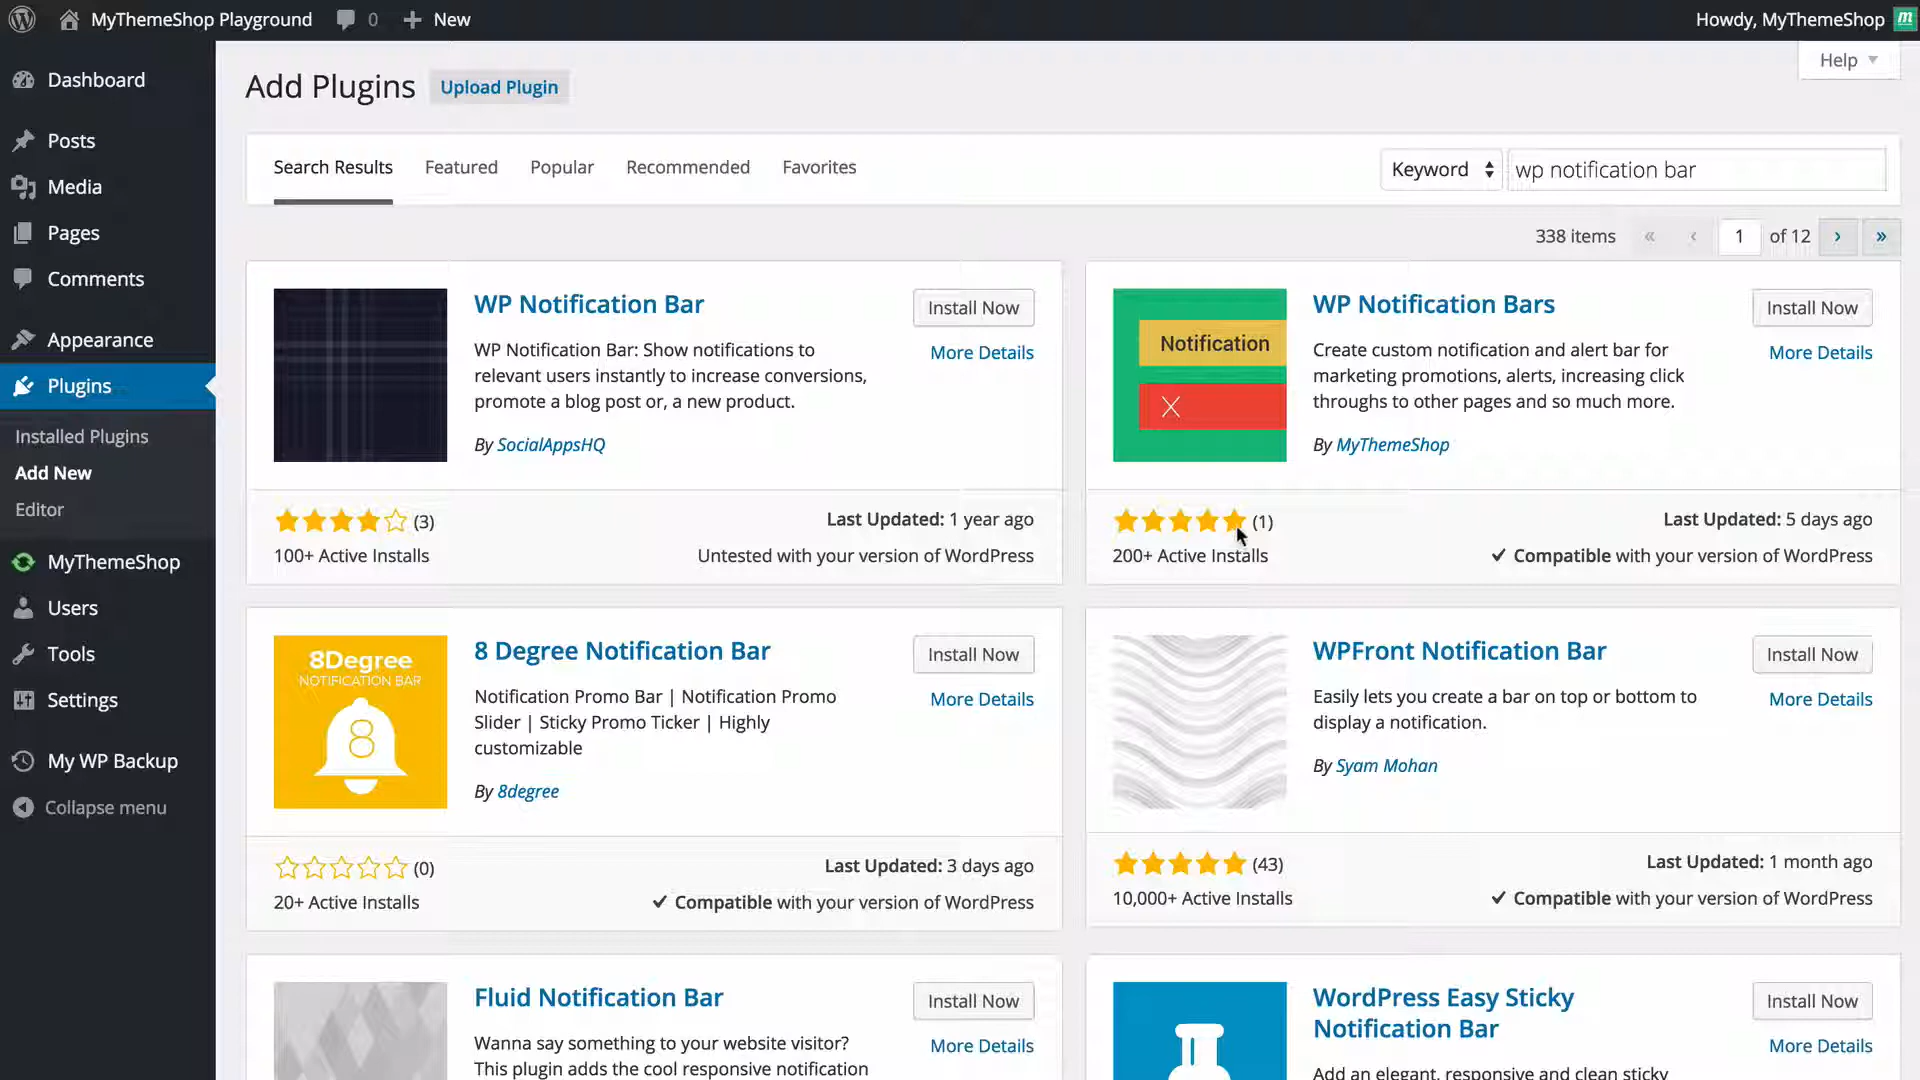 MyThemeShop Playground 0 New Howdy, MyThemeShop
Dashboard
Posts
Media
Pages
Comments
Appearance
Plugins
Installed Plugins
Add New
Editor
MyThemeShop
Users
Tools
Settings
My WP Backup
Collapse menu
Help
Add Plugins Upload Plugin
Search Results Featured Popular Recommended Favorites Keyword wp notification bar
338 items « ‹ 1 of 12 › »
WP Notification Bar
Install Now
More Details
WP Notification Bar: Show notifications to
relevant users instantly to increase conversions,
promote a blog post or, a new product.
By SocialAppsHQ
(3)
Last Updated: 1 year ago
100+ Active Installs
Untested with your version of WordPress
Notification
WP Notification Bars
Install Now
More Details
Create custom notification and alert bar for
marketing promotions, alerts, increasing click
throughs to other pages and so much more.
By MyThemeShop
(1)
Last Updated: 5 days ago
200+ Active Installs
✓ Compatible with your version of WordPress
8Degree
NOTIFICATION BAR
8
8 Degree Notification Bar
Install Now
More Details
Notification Promo Bar | Notification Promo
Slider | Sticky Promo Ticker | Highly
customizable
By 8degree
(0)
Last Updated: 3 days ago
20+ Active Installs
✓ Compatible with your version of WordPress
WPFront Notification Bar
Install Now
More Details
Easily lets you create a bar on top or bottom to
display a notification.
By Syam Mohan
(43)
Last Updated: 1 month ago
10,000+ Active Installs
✓ Compatible with your version of WordPress
Fluid Notification Bar
Install Now
More Details
Wanna say something to your website visitor?
This plugin adds the cool responsive notification
WordPress Easy Sticky
Notification Bar
Install Now
More Details
Add an elegant, responsive and clean sticky